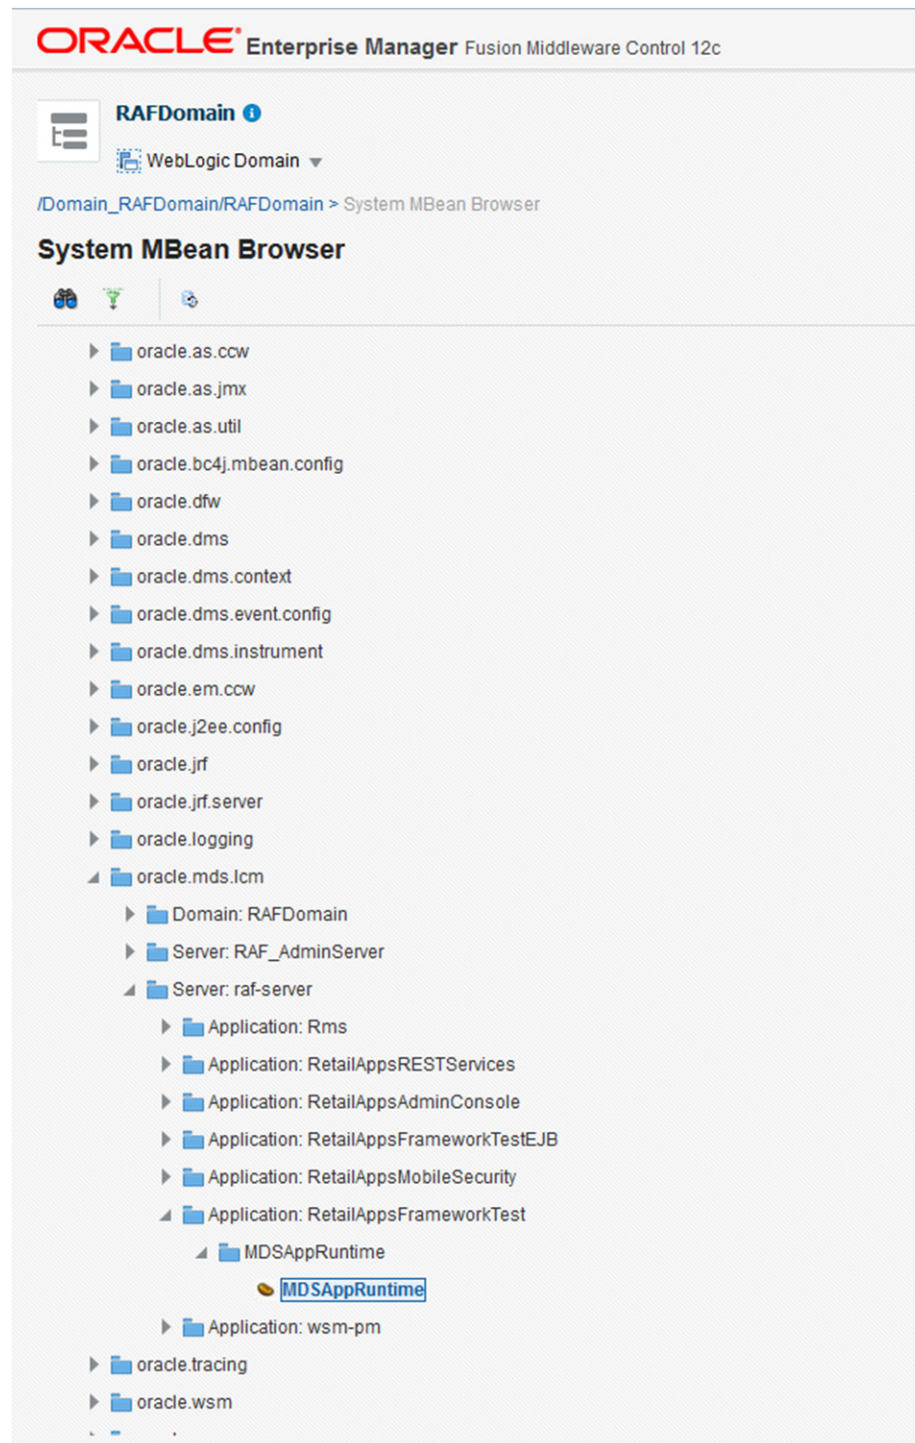 ORACLE Enterprise Manager Fusion Middleware Control 12c
RAFDomain
WebLogic Domain
/Domain_RAFDomain/RAFDomain > System MBean Browser
System MBean Browser
oracle.as.ccw
oracle.as.jmx
oracle.as.util
oracle.bc4j.mbean.config
oracle.dfw
oracle.dms
oracle.dms.context
oracle.dms.event.config
oracle.dms.instrument
oracle.em.ccw
oracle.j2ee.config
oracle.jrf
oracle.jrf.server
oracle.logging
oracle.mds.lcm
Domain: RAFDomain
Server: RAF_AdminServer
Server: raf-server
Application: Rms
Application: RetailAppsRESTServices
Application: RetailAppsAdminConsole
Application: RetailAppsFrameworkTestEJB
Application: RetailAppsMobileSecurity
Application: RetailAppsFrameworkTest
MDSAppRuntime
MDSAppRuntime
Application: wsm-pm
oracle.tracing
oracle.wsm